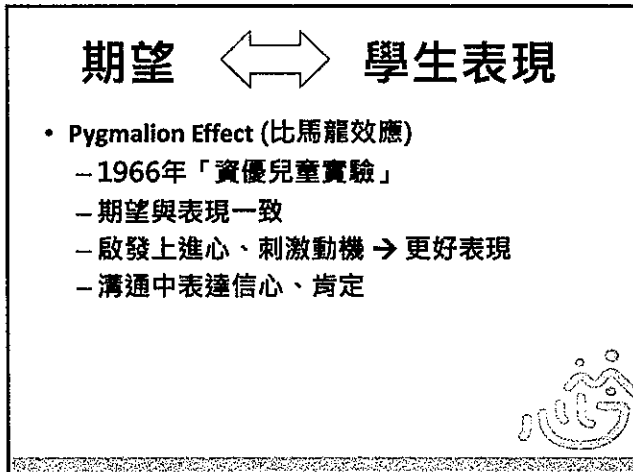 期望 學生表現
• Pygmalion Effect (比馬龍效應)
–1966年「資優兒童實驗」
–期望與表現一致
–啟發上進心、刺激動機 → 更好表現
–溝通中表達信心、肯定